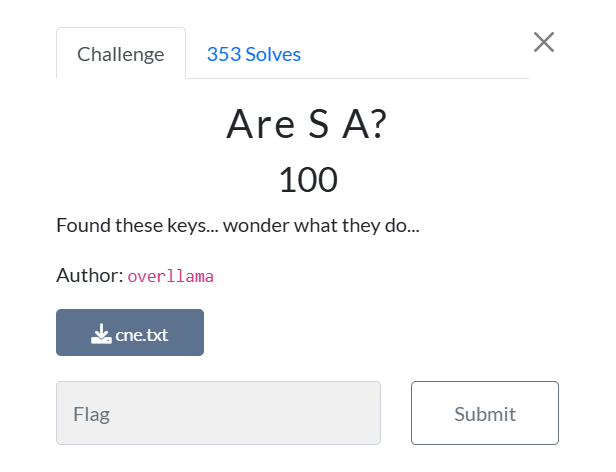 Challenge
353 Solves
Are S A?
100
Found these keys... wonder what they do...
Author: overllama
cne.txt
Flag
Submit